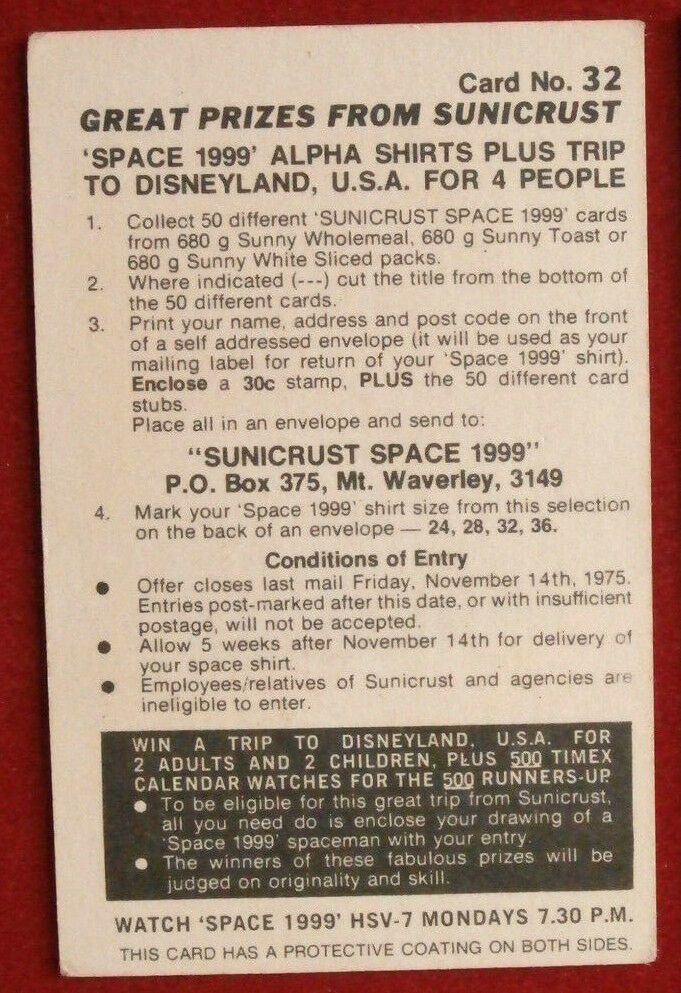 Card No. 32
GREAT PRIZES FROM SUNICRUST
'SPACE 1999' ALPHA SHIRTS PLUS TRIP
TO DISNEYLAND, U.S.A. FOR 4 PEOPLE
1. Collect 50 different 'SUNICRUST SPACE 1999' cards
from 680 g Sunny Wholemeal, 680 g Sunny Toast or
680 g Sunny White Sliced packs.
2. Where indicated (---) cut the title from the bottom of
the 50 different cards.
3. Print your name, address and post code on the front
of a self addressed envelope (it will be used as your
mailing label for return of your 'Space 1999' shirt).
Enclose a 30c stamp, PLUS the 50 different card
stubs.
Place all in an envelope and send to:
"SUNICRUST SPACE 1999"
P.O. Box 375, Mt. Waverley, 3149
4. Mark your 'Space 1999' shirt size from this selection
on the back of an envelope — 24, 28, 32, 36.
Conditions of Entry
● Offer closes last mail Friday, November 14th, 1975.
Entries post-marked after this date, or with insufficient
postage, will not be accepted.
● Allow 5 weeks after November 14th for delivery of
your space shirt.
● Employees/relatives of Sunicrust and agencies are
ineligible to enter.
WIN A TRIP TO DISNEYLAND, U.S.A. FOR
2 ADULTS AND 2 CHILDREN, PLUS 500 TIMEX
CALENDAR WATCHES FOR THE 500 RUNNERS-UP.
● To be eligible for this great trip from Sunicrust,
all you need do is enclose your drawing of a
'Space 1999' spaceman with your entry.
● The winners of these fabulous prizes will be
judged on originality and skill.
WATCH 'SPACE 1999' HSV-7 MONDAYS 7.30 P.M.
THIS CARD HAS A PROTECTIVE COATING ON BOTH SIDES.